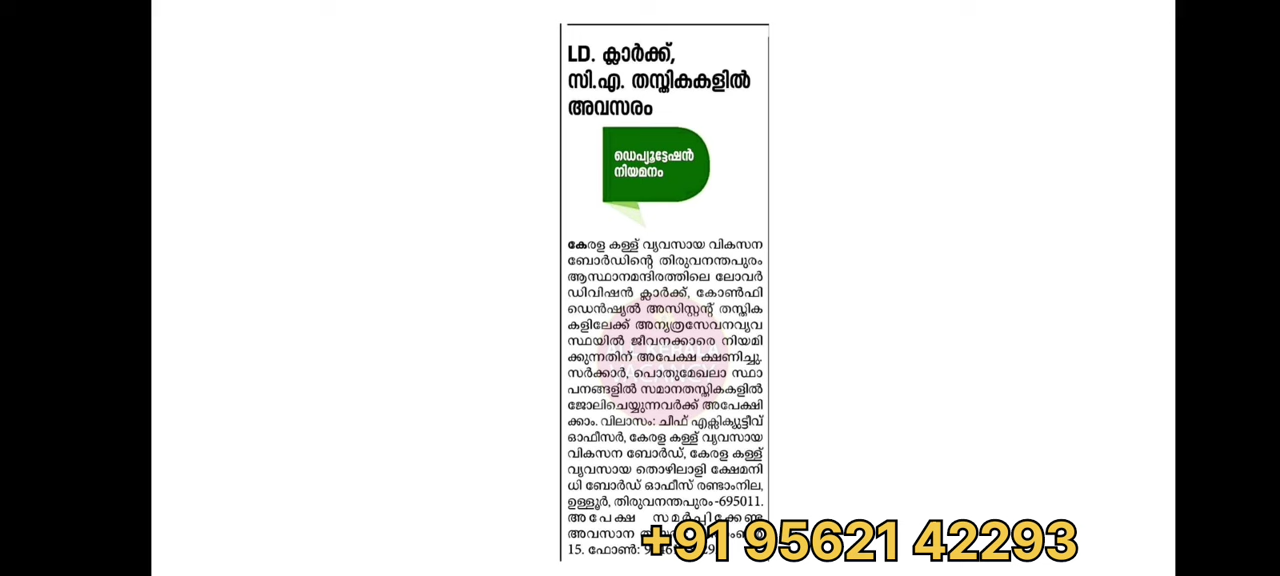 LD. ക്ലാർക്ക്,
സി.എ. തസ്തികകളിൽ
അവസരം
ഡെപ്യൂട്ടേഷൻ
നിയമനം
കേരള കള്ള് വ്യവസായ വികസന
ബോർഡിന്റെ തിരുവനന്തപുരം
ആസ്ഥാനമന്ദിരത്തിലെ ലോവർ
ഡിവിഷൻ ക്ലാർക്ക്, കോൺഫി
ഡെൻഷ്യൽ അസിസ്റ്റന്റ് തസ്തിക
കളിലേക്ക് അന്യത്രസേവനവ്യവ
സ്ഥയിൽ ജീവനക്കാരെ നിയമി
ക്കുന്നതിന് അപേക്ഷ ക്ഷണിച്ചു.
സർക്കാർ, പൊതുമേഖലാ സ്ഥാ
പനങ്ങളിൽ സമാനതസ്തികകളിൽ
ജോലിചെയ്യുന്നവർക്ക് അപേക്ഷി
ക്കാം. വിലാസം: ചീഫ് എക്സിക്യുട്ടീവ്
ഓഫീസർ, കേരള കള്ള് വ്യവസായ
വികസന ബോർഡ്, കേരള കള്ള്
വ്യവസായ തൊഴിലാളി ക്ഷേമനി
ധി ബോർഡ് ഓഫീസ് രണ്ടാംനില,
ഉള്ളൂർ, തിരുവനന്തപുരം-695011.
അപേക്ഷ സമർപ്പിക്കേണ്ട
അവസാന
15. ഫോൺ:
+91 95621 42293